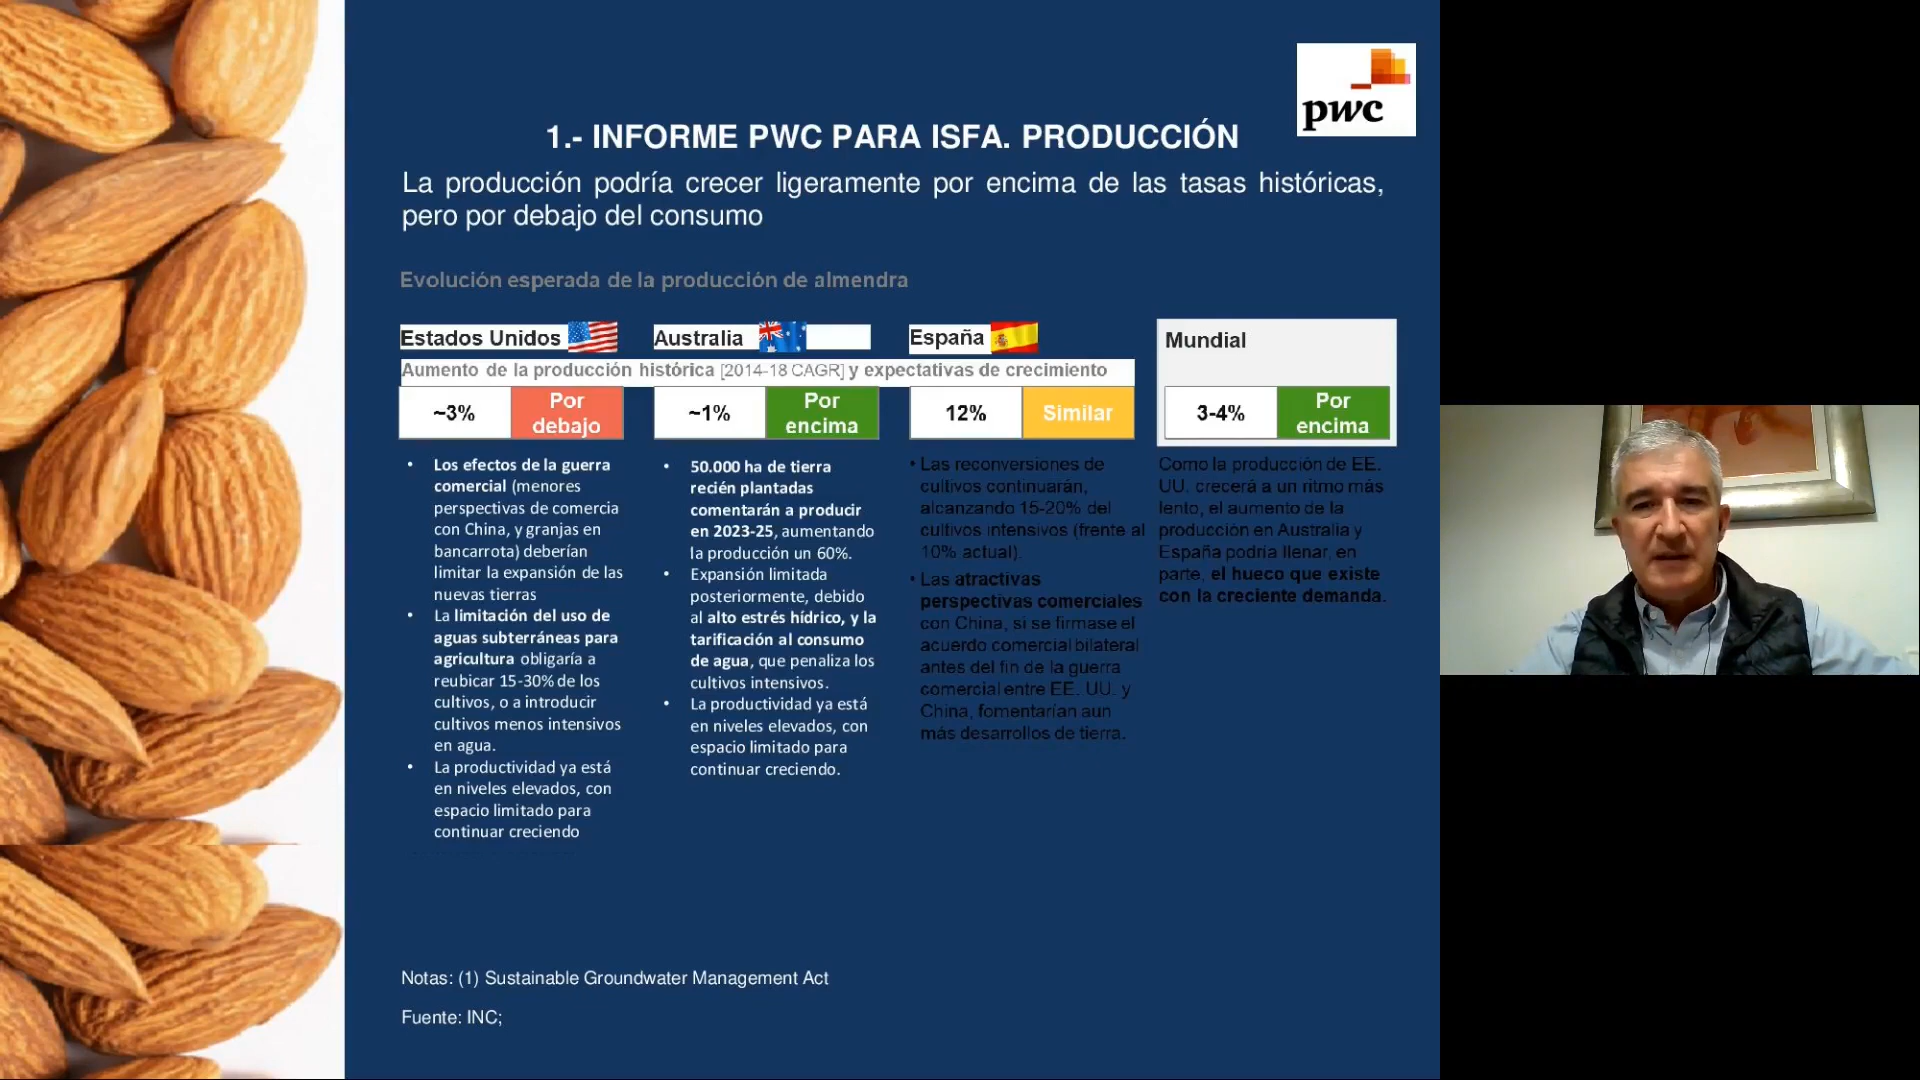 pwc
1.- INFORME PWC PARA ISFA. PRODUCCIÓN
La producción podría crecer ligeramente por encima de las tasas históricas,
pero por debajo del consumo
Evolución esperada de la producción de almendra
Estados Unidos
Australia
España
Mundial
Aumento de la producción histórica [2014-18 CAGR] y expectativas de crecimiento
~3%
Por
debajo
~1%
Por
encima
12%
Similar
3-4%
Por
encima
• Los efectos de la guerra
comercial (menores
perspectivas de comercia
con China, y granjas en
bancarrota) deberían
limitar la expansión de las
nuevas tierras
• La limitación del uso de
aguas subterráneas para
agricultura obligaría a
reubicar 15-30% de los
cultivos, o a introducir
cultivos menos intensivos
en agua.
• La productividad ya está
en niveles elevados, con
espacio limitado para
continuar creciendo
• 50.000 ha de tierra
recién plantadas
comentarán a producir
en 2023-25, aumentando
la producción un 60%.
• Expansión limitada
posteriormente, debido
al alto estrés hídrico, y la
tarificación al consumo
de agua, que penaliza los
cultivos intensivos.
• La productividad ya está
en niveles elevados, con
espacio limitado para
continuar creciendo.
• Las reconversiones de
cultivos continuarán,
alcanzando 15-20% del
cultivos intensivos (frente al
10% actual).
• Las atractivas
perspectivas comerciales
con China, si se firmase el
acuerdo comercial bilateral
antes del fin de la guerra
comercial entre EE. UU. y
China, fomentarían aun
más desarrollos de tierra.
Como la producción de EE.
UU. crecerá a un ritmo más
lento, el aumento de la
producción en Australia y
España podría llenar, en
parte, el hueco que existe
con la creciente demanda.
Notas: (1) Sustainable Groundwater Management Act
Fuente: INC;